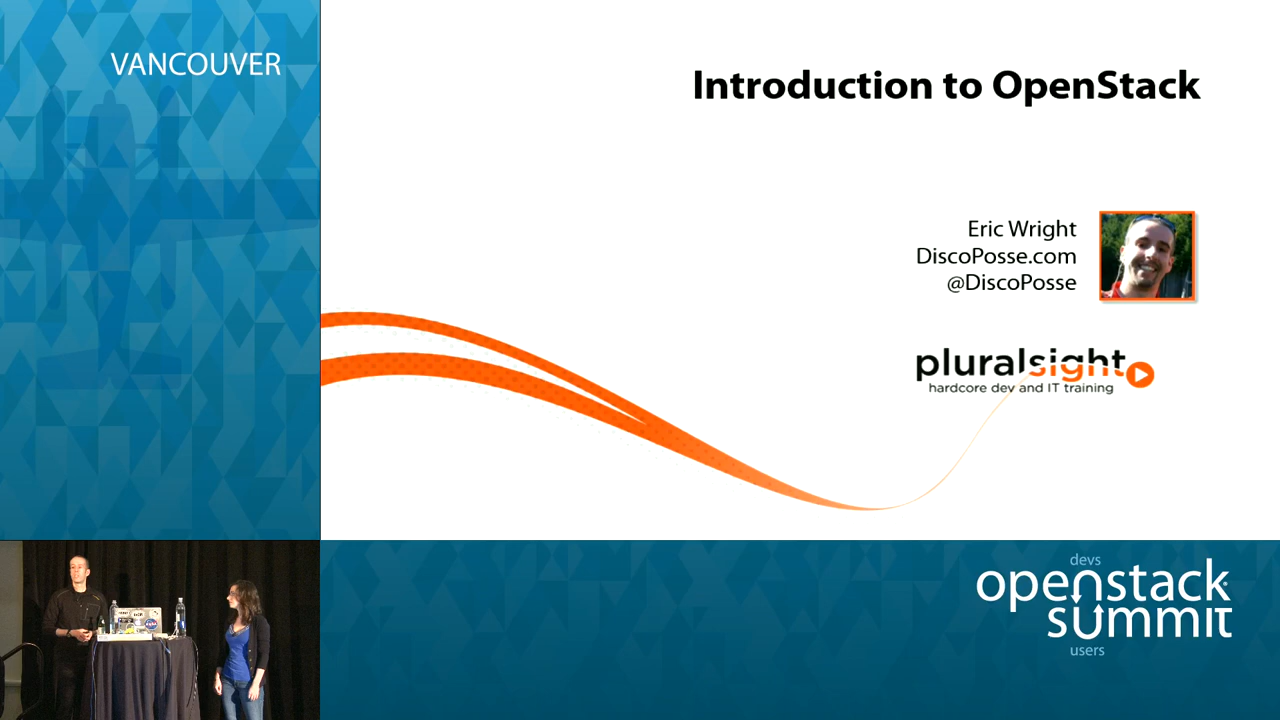 VANCOUVER
Introduction to OpenStack
Eric Wright
DiscoPosse.com
@DiscoPosse
pluralsight
hardcore dev and IT training
devs
openstack
summit
users